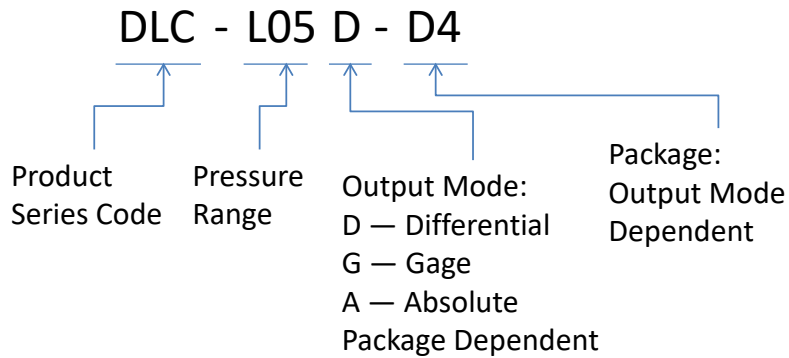 DLC - L05 D - D4
Product
Series Code
Pressure
Range
Output Mode:
D — Differential
G — Gage
A — Absolute
Package Dependent
Package:
Output Mode
Dependent